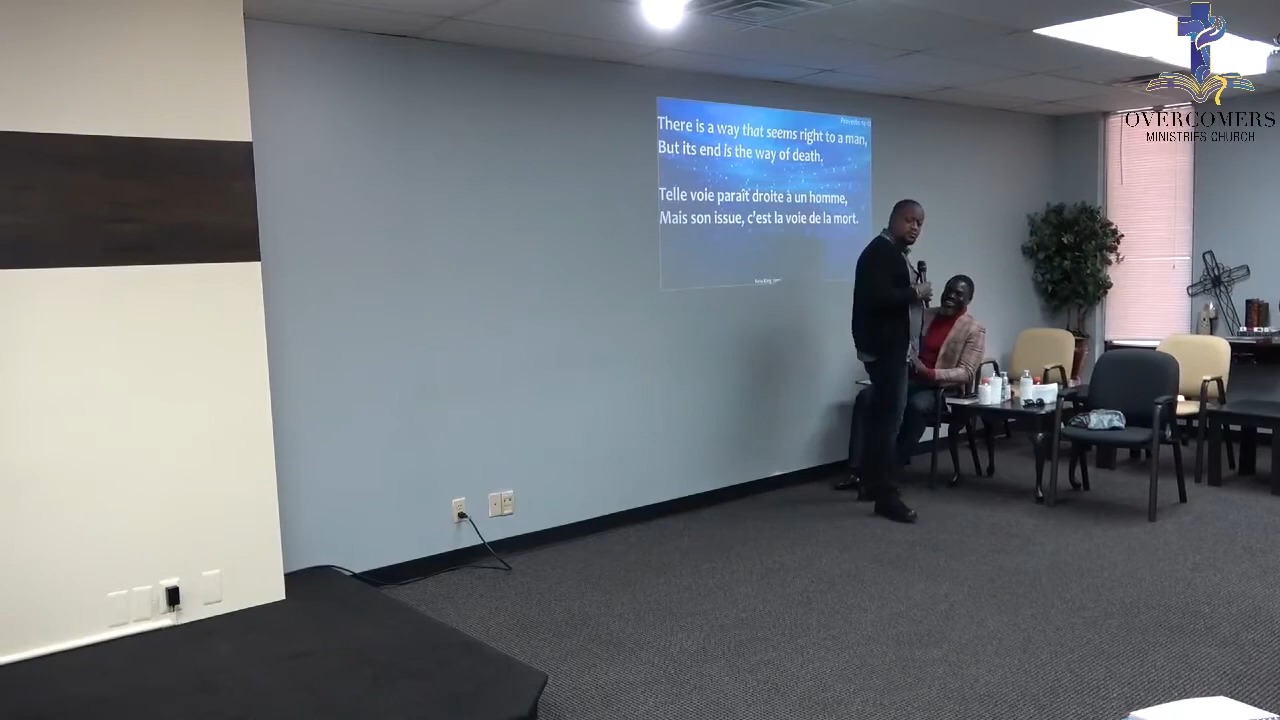 OVERCOMERS
MINISTRIES CHURCH
There is a way that seems right to a man,
But its end is the way of death.
Telle voie paraît droite à un homme,
Mais son issue, c'est la voie de la mort.